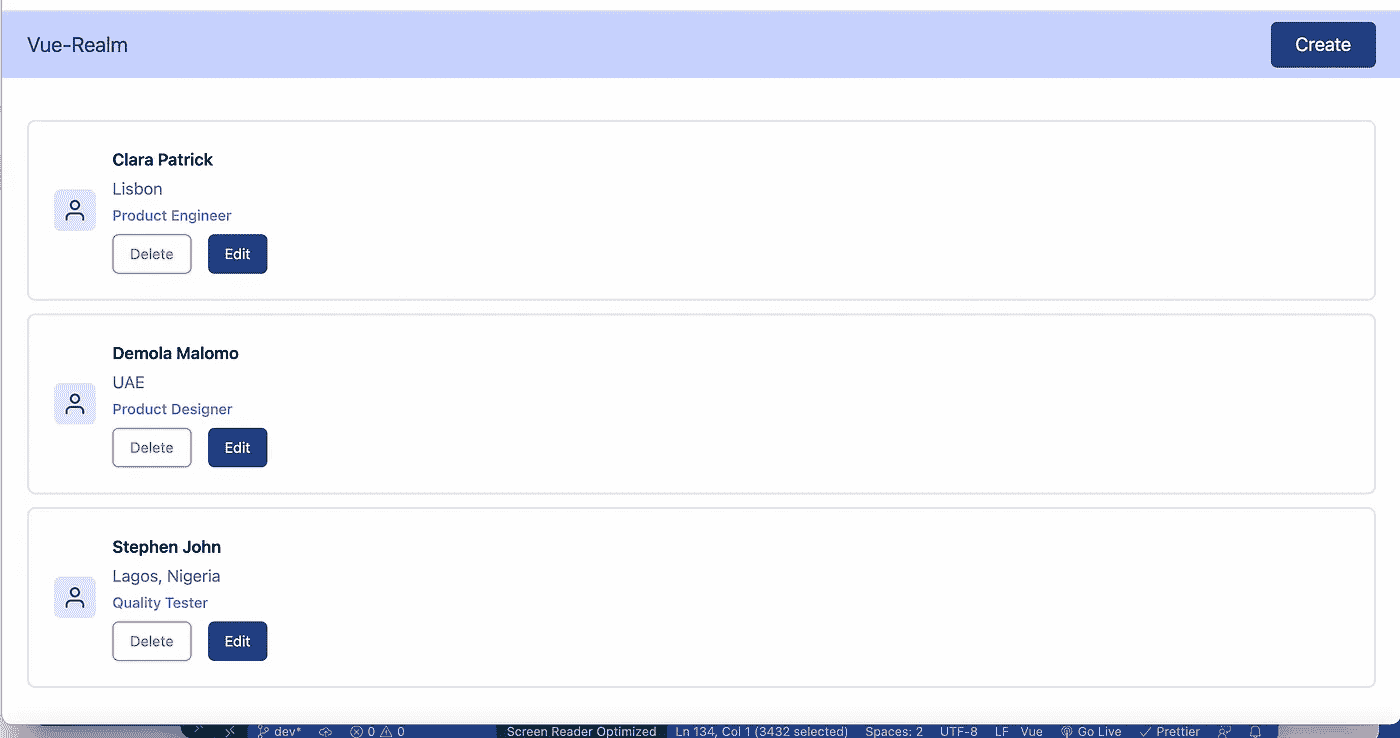 Vue-Realm
Create
Clara Patrick
Lisbon
Product Engineer
Delete Edit
Demola Malomo
UAE
Product Designer
Delete Edit
Stephen John
Lagos, Nigeria
Quality Tester
Delete Edit
dev* 0 0 Screen Reader Optimized Ln 134, Col 1 (3432 selected) Spaces: 2 UTF-8 LF Vue Go Live Prettier